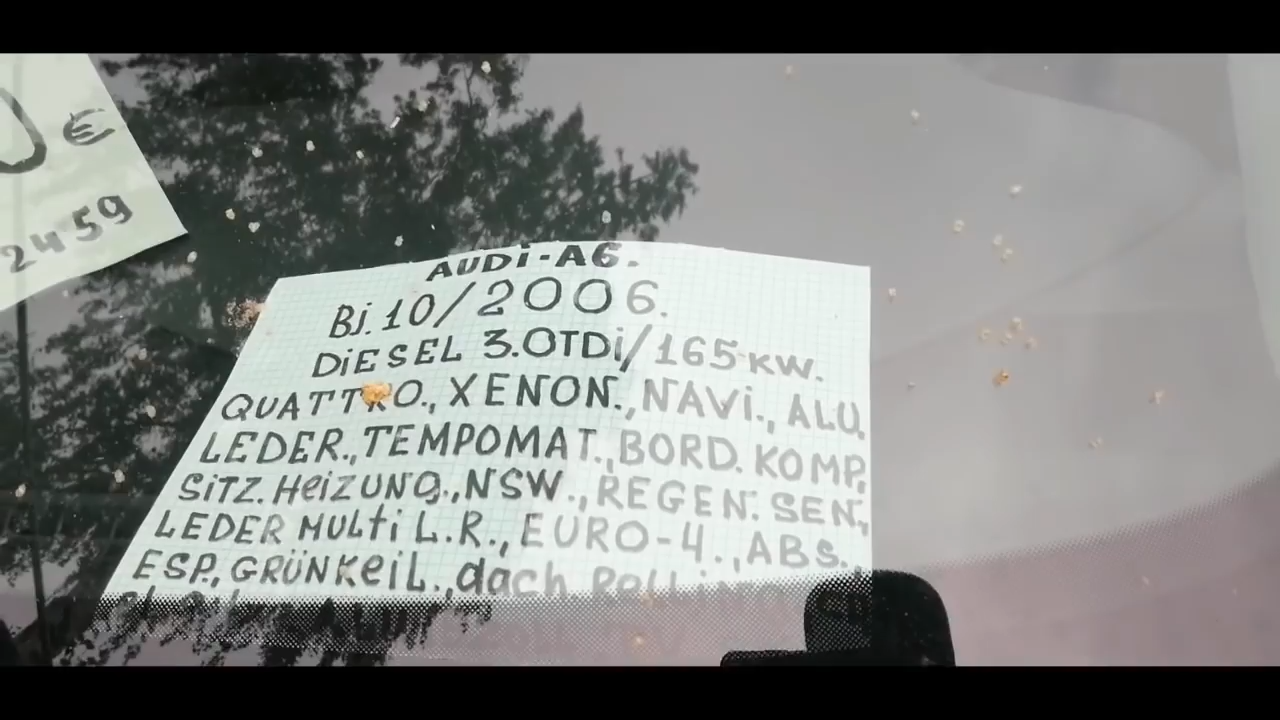 0 €
2459
AUDi-A6.
Bj. 10/2006.
DiESEL 3.0TDi/165 KW.
QUATTRO., XENON., NAVi., ALU,
LEDER., TEMPOMAT., BORD. KOMP,
SiTZ. HeiZUNG., NSW., REGEN. SEN,
LEDER MULti L.R., EURO-4., ABS.,
ESP., GRÜNKeiL., dach